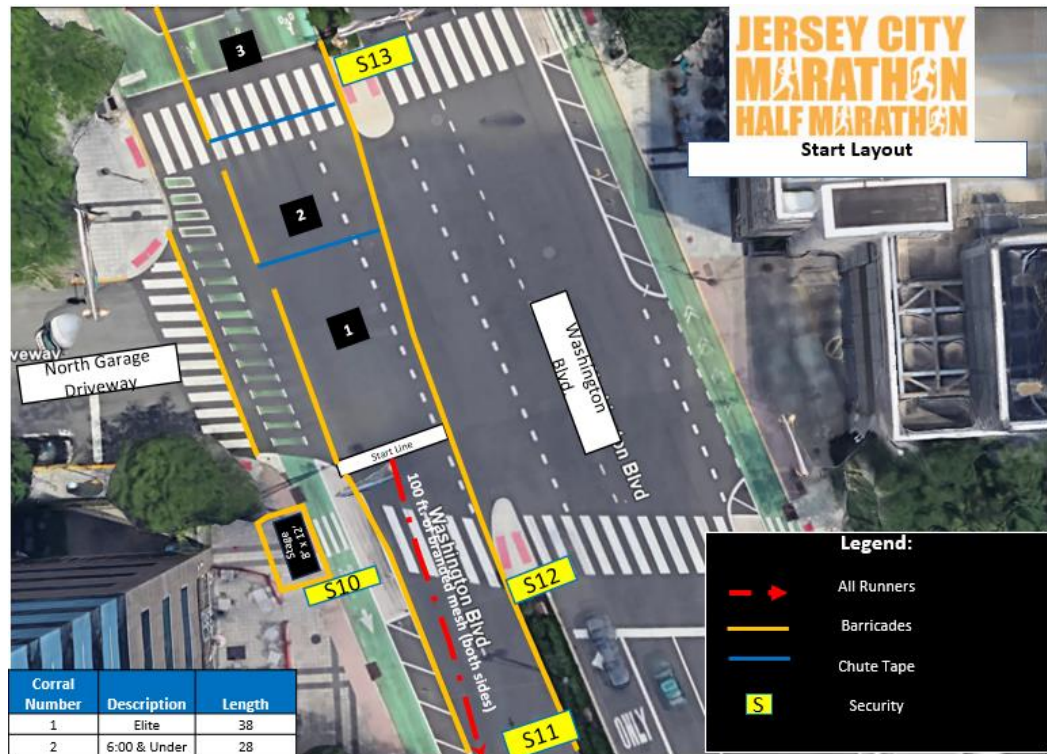 JERSEY CITY
MARATHON
HALF MARATHON
Start Layout
3
S13
2
1
Washington
Blvd.
North Garage
Driveway
Start Line
Stage
8' x 12'
S10
S12
S11
Washington Blvd
100 ft. of branded mesh (both sides)
ONLY
Legend:
All Runners
Barricades
Chute Tape
S Security
Corral Number Description Length
1 Elite 38
2 6:00 & Under 28